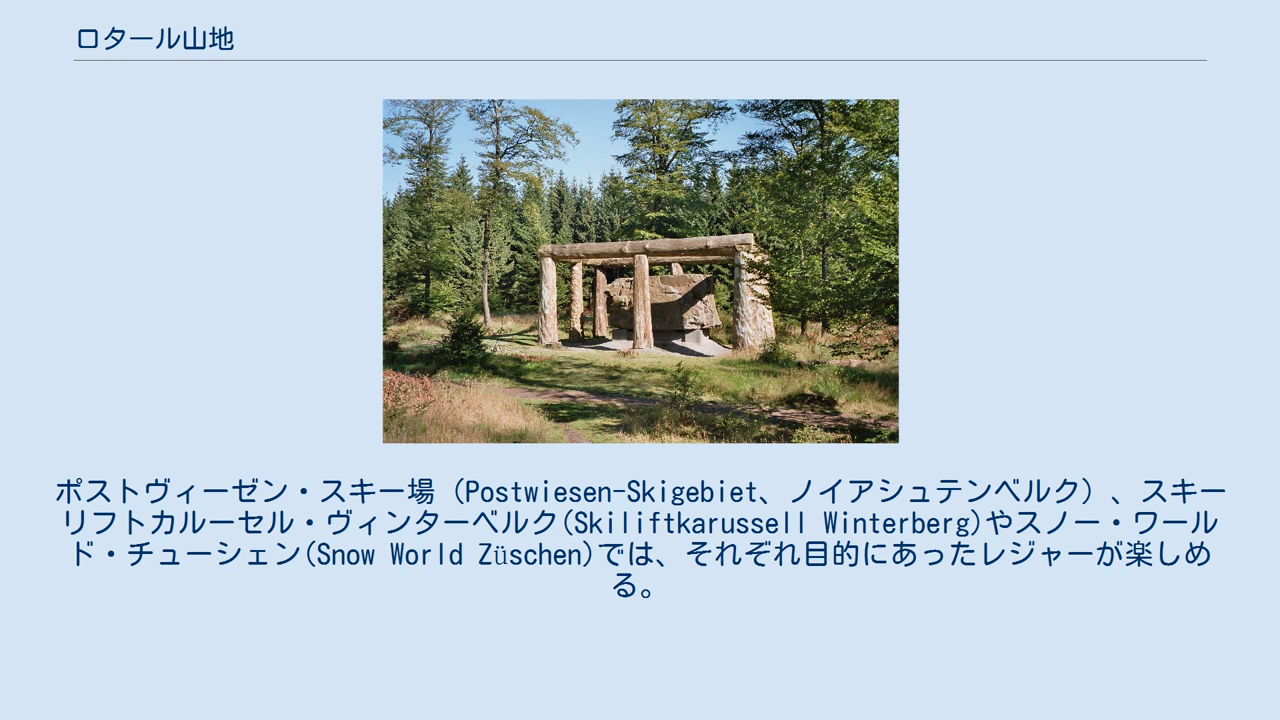 ロタール山地
ポストヴィーゼン・スキー場（Postwiesen-Skigebiet、ノイアシュテンベルク）、スキー
リフトカルーセル・ヴィンターベルク(Skiliftkarussell Winterberg)やスノー・ワール
ド・チューシェン(Snow World Züschen)では、それぞれ目的にあったレジャーが楽しめ
る。